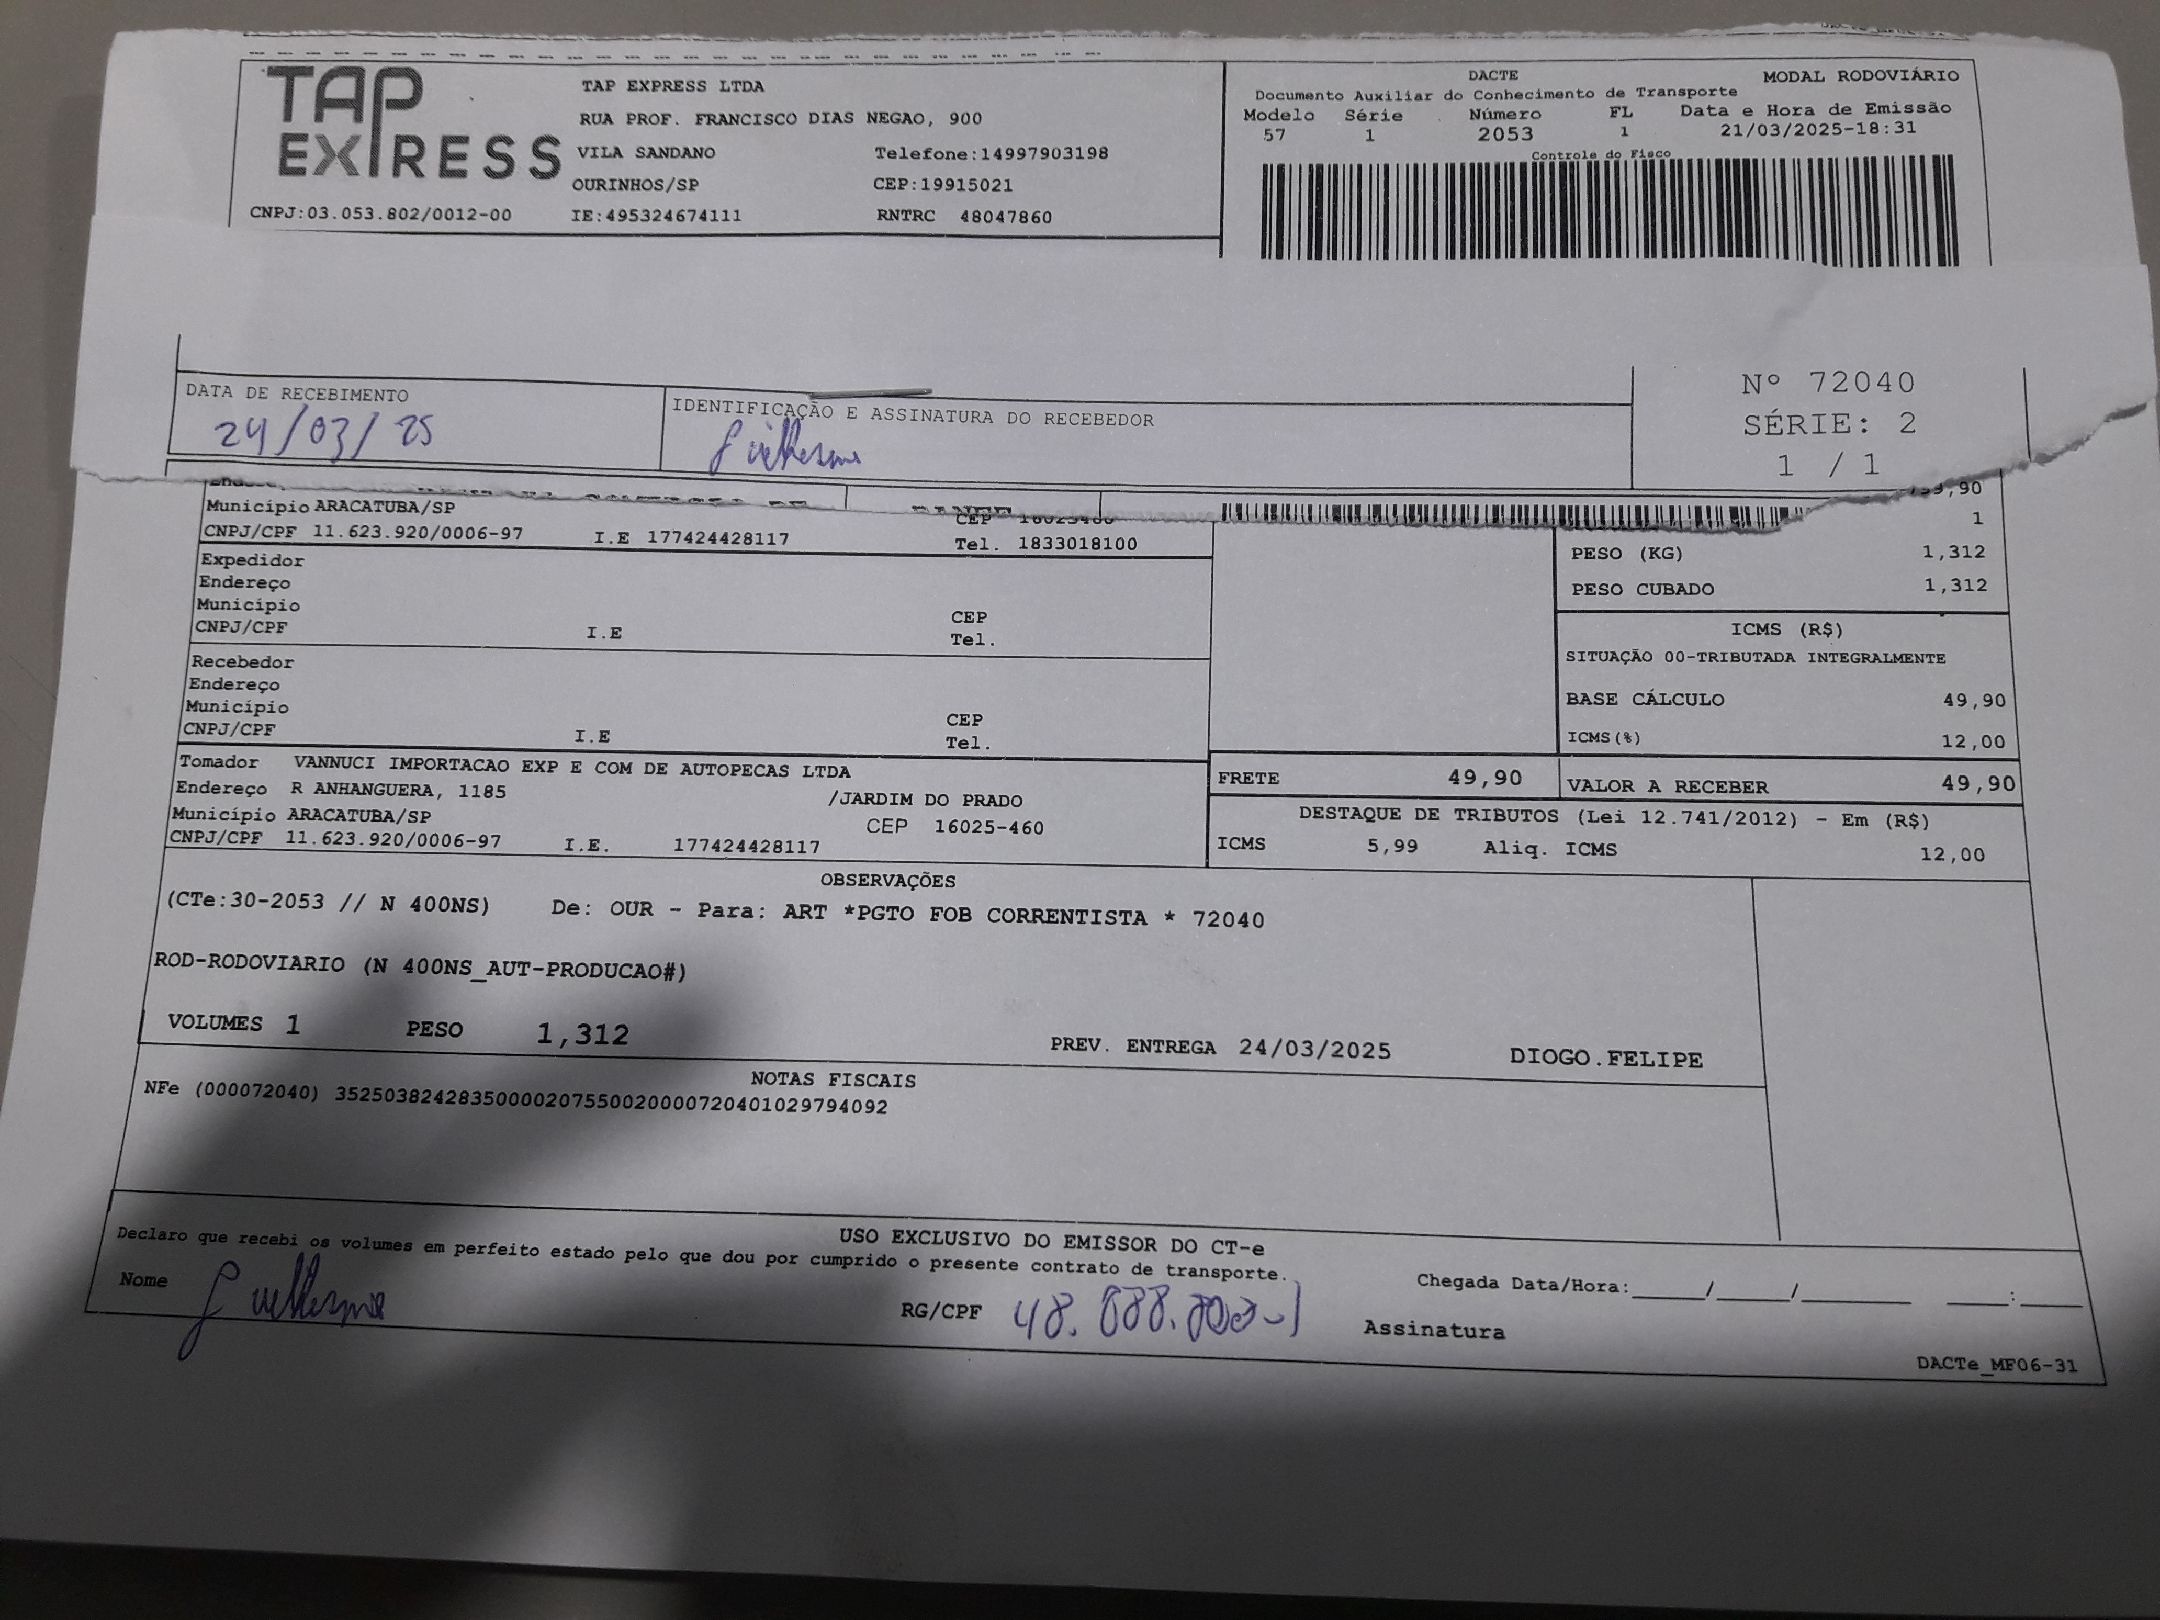 TAP EXPRESS
TAP EXPRESS LTDA
RUA PROF. FRANCISCO DIAS NEGAO, 900
VILA SANDANO Telefone:14997903198
OURINHOS/SP CEP:19915021
CNPJ:03.053.802/0012-00 IE:495324674111 RNTRC 48047860
DACTE MODAL RODOVIÁRIO
Documento Auxiliar do Conhecimento de Transporte
Modelo Série Número FL Data e Hora de Emissão
57 1 2053 1 21/03/2025-18:31
Controle do Fisco
DATA DE RECEBIMENTO
24/03/25
IDENTIFICAÇÃO E ASSINATURA DO RECEBEDOR
Guilherme
Nº 72040
SÉRIE: 2
1 / 1
Município ARACATUBA/SP
CNPJ/CPF 11.623.920/0006-97 I.E 177424428117 Tel. 1833018100
Expedidor
Endereço
Município CEP
CNPJ/CPF I.E Tel.
Recebedor
Endereço
Município CEP
CNPJ/CPF I.E Tel.
Tomador VANNUCI IMPORTACAO EXP E COM DE AUTOPECAS LTDA
Endereço R ANHANGUERA, 1185 /JARDIM DO PRADO
Município ARACATUBA/SP CEP 16025-460
CNPJ/CPF 11.623.920/0006-97 I.E. 177424428117
1
PESO (KG) 1,312
PESO CUBADO 1,312
ICMS (R$)
SITUAÇÃO 00-TRIBUTADA INTEGRALMENTE
BASE CÁLCULO 49,90
ICMS(%) 12,00
FRETE 49,90 VALOR A RECEBER 49,90
DESTAQUE DE TRIBUTOS (Lei 12.741/2012) - Em (R$)
ICMS 5,99 Aliq. ICMS 12,00
OBSERVAÇÕES
(CTe:30-2053 // N 400NS) De: OUR - Para: ART *PGTO FOB CORRENTISTA * 72040
ROD-RODOVIARIO (N 400NS_AUT-PRODUCAO#)
VOLUMES 1 PESO 1,312 PREV. ENTREGA 24/03/2025 DIOGO.FELIPE
NOTAS FISCAIS
NFe (000072040) 35250382428350000207550020000720401029794092
USO EXCLUSIVO DO EMISSOR DO CT-e
Declaro que recebi os volumes em perfeito estado pelo que dou por cumprido o presente contrato de transporte.
Nome Guilherme RG/CPF Chegada Data/Hora:_____/_____/________ ____:____
Assinatura
DACTe_MF06-31